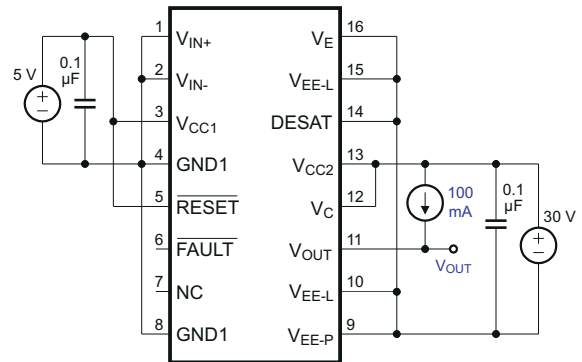 1 V_IN+ V_E 16
2 V_IN- V_EE-L 15
3 V_CC1 DESAT 14
4 GND1 V_CC2 13
5 RESET V_C 12
6 FAULT V_OUT 11
7 NC V_EE-L 10
8 GND1 V_EE-P 9
5 V
0.1
µF
100
mA
0.1
µF
30 V
V_OUT